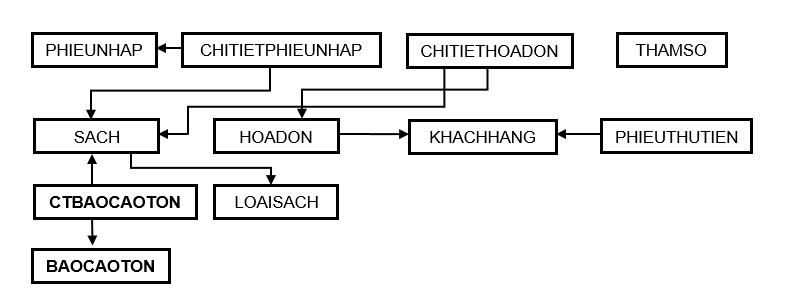 PHIEUNHAP
CHITIETPHIEUNHAP
CHITIETHOADON
THAMSO
SACH
HOADON
KHACHHANG
PHIEUTHUTIEN
CTBAOCAOTON
LOAISACH
BAOCAOTON